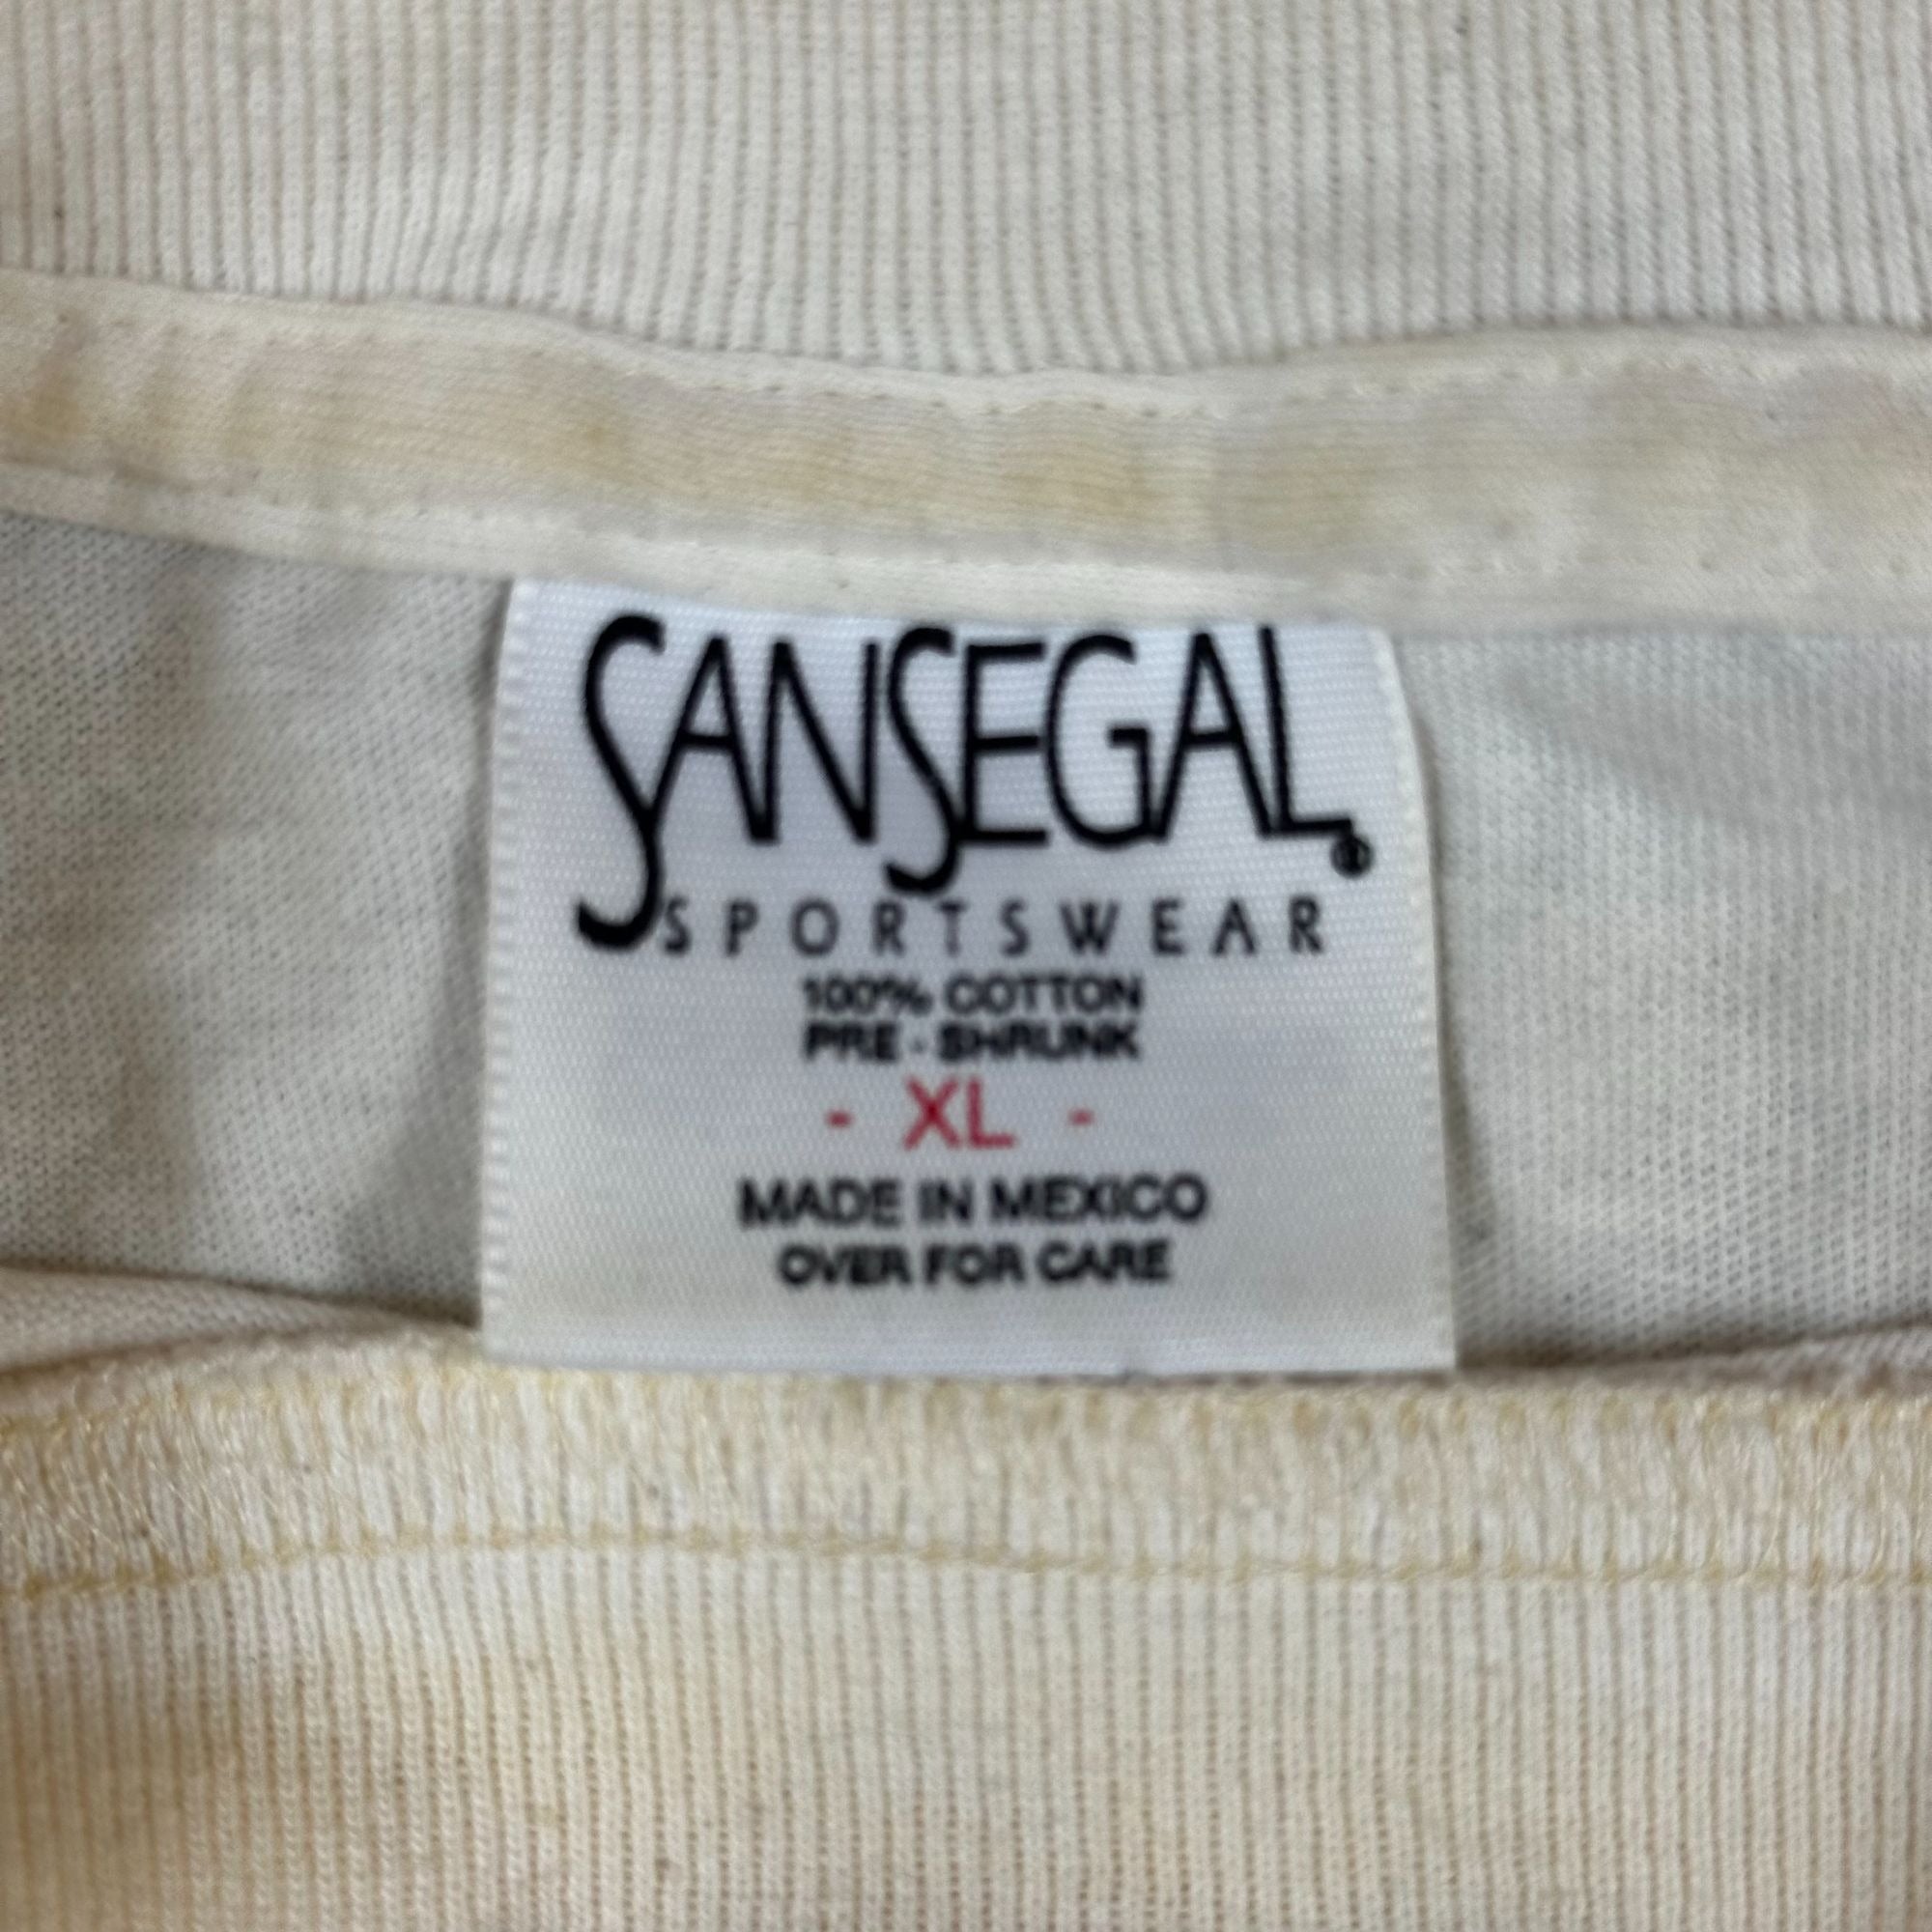 SANSEGAL®
SPORTSWEAR
100% COTTON
PRE - SHRUNK
- XL -
MADE IN MEXICO
OVER FOR CARE